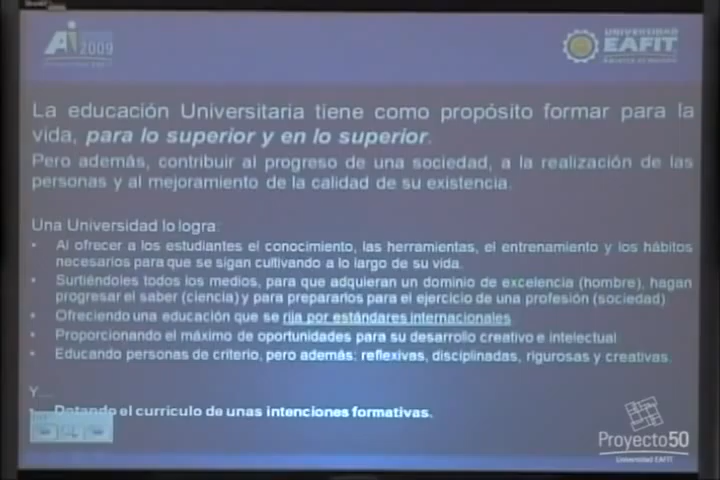 Ai 2009
UNIVERSIDAD
EAFIT
La educación Universitaria tiene como propósito formar para la
vida, para lo superior y en lo superior.
Pero además, contribuir al progreso de una sociedad, a la realización de las
personas y al mejoramiento de la calidad de su existencia.
Una Universidad lo logra:
• Al ofrecer a los estudiantes el conocimiento, las herramientas, el entrenamiento y los hábitos
necesarios para que se sigan cultivando a lo largo de su vida.
• Surtiéndoles todos los medios, para que adquieran un dominio de excelencia (hombre), hagan
progresar el saber (ciencia) y para prepararlos para el ejercicio de una profesión (sociedad)
• Ofreciendo una educación que se rija por estándares internacionales
• Proporcionando el máximo de oportunidades para su desarrollo creativo e intelectual
• Educando personas de criterio, pero además: reflexivas, disciplinadas, rigurosas y creativas.
Y...
• Dotando el currículo de unas intenciones formativas.
Proyecto50
Universidad EAFIT